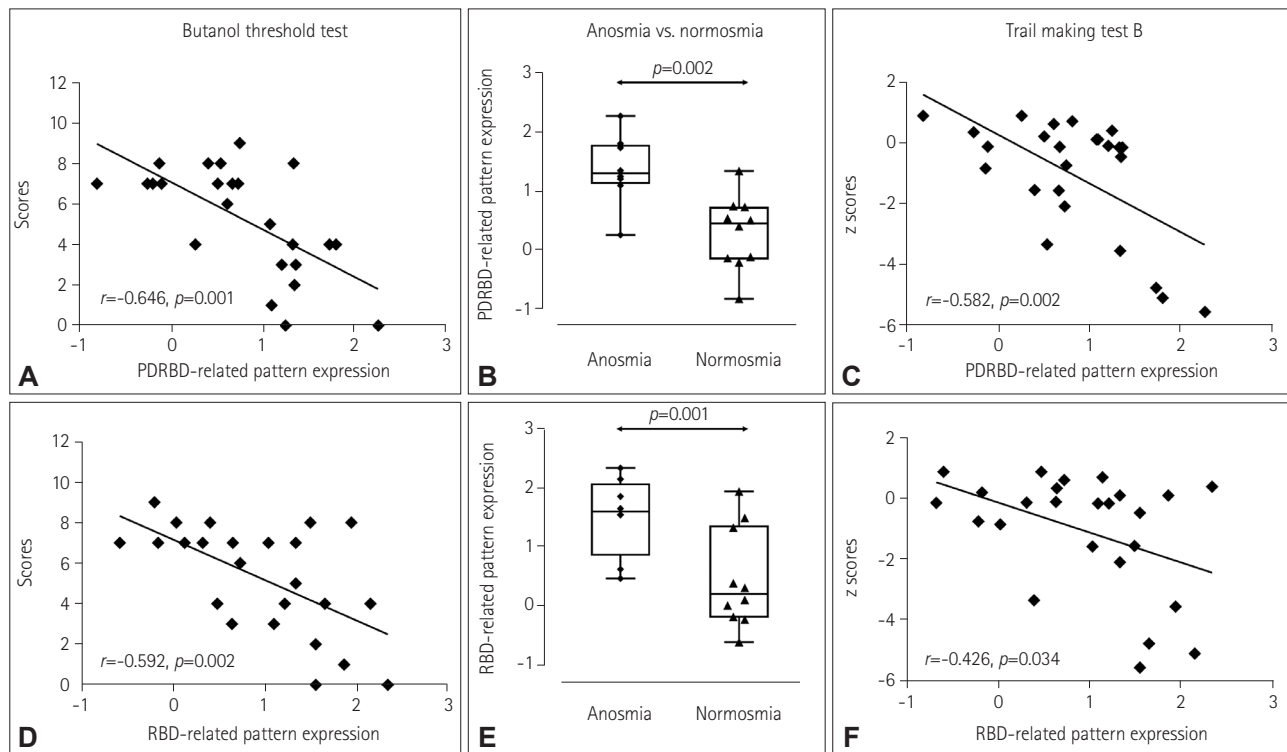 Butanol threshold test
12
10
8
6
4
2
0
Scores
r=-0.646, p=0.001
-1 0 1 2 3
PDRBD-related pattern expression
A
Anosmia vs. normosmia
p=0.002
3
2
1
0
-1
PDRBD-related pattern expression
Anosmia Normosmia
B
Trail making test B
2
0
-2
-4
-6
z scores
r=-0.582, p=0.002
-1 0 1 2 3
PDRBD-related pattern expression
C
12
10
8
6
4
2
0
Scores
r=-0.592, p=0.002
-1 0 1 2 3
RBD-related pattern expression
D
p=0.001
3
2
1
0
-1
RBD-related pattern expression
Anosmia Normosmia
E
2
0
-2
-4
-6
z scores
r=-0.426, p=0.034
-1 0 1 2 3
RBD-related pattern expression
F